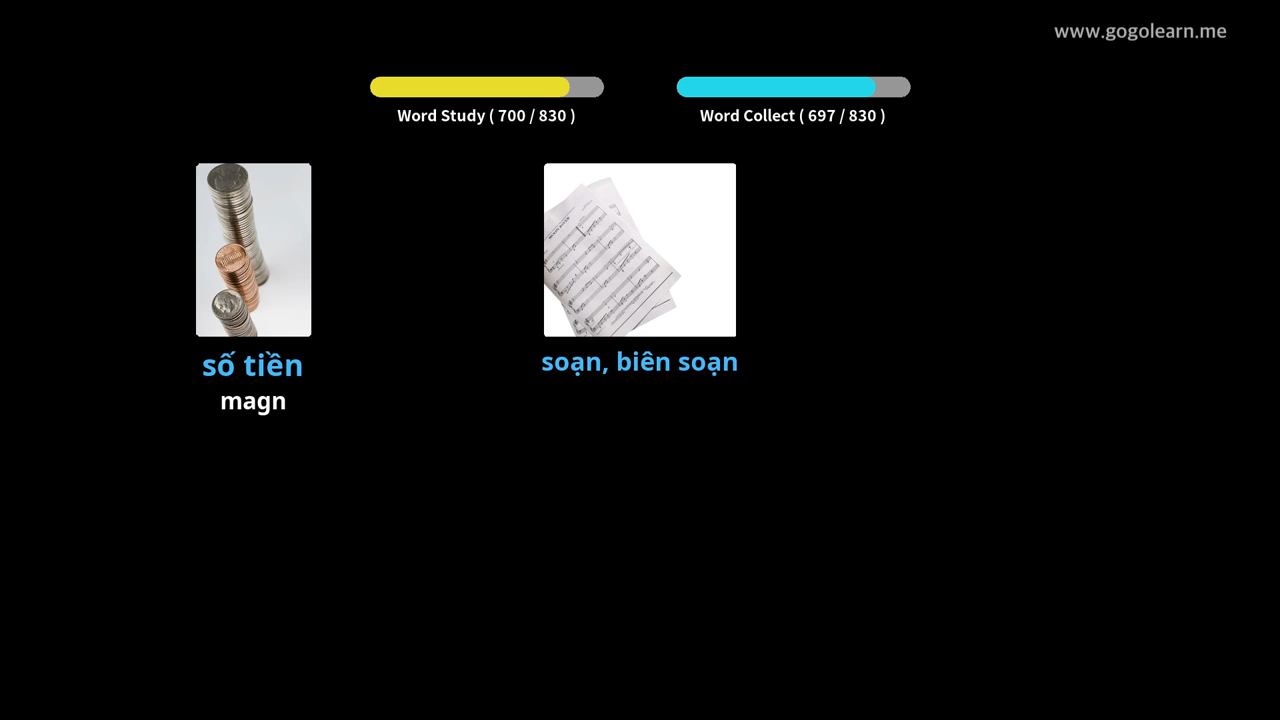 www.gogolearn.me
Word Study ( 700 / 830 )
Word Collect ( 697 / 830 )
số tiền
magn
soạn, biên soạn